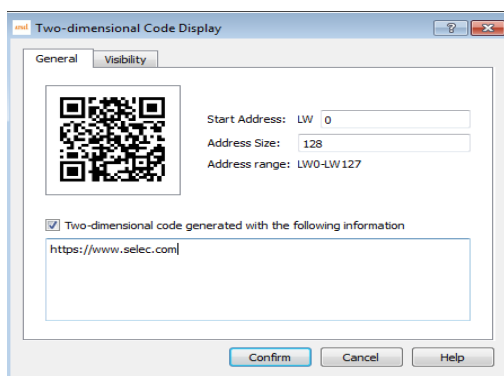 Two-dimensional Code Display
General
Visibility
Start Address: LW 0
Address Size: 128
Address range: LW0-LW127
Two-dimensional code generated with the following information
https://www.selec.com
Confirm
Cancel
Help